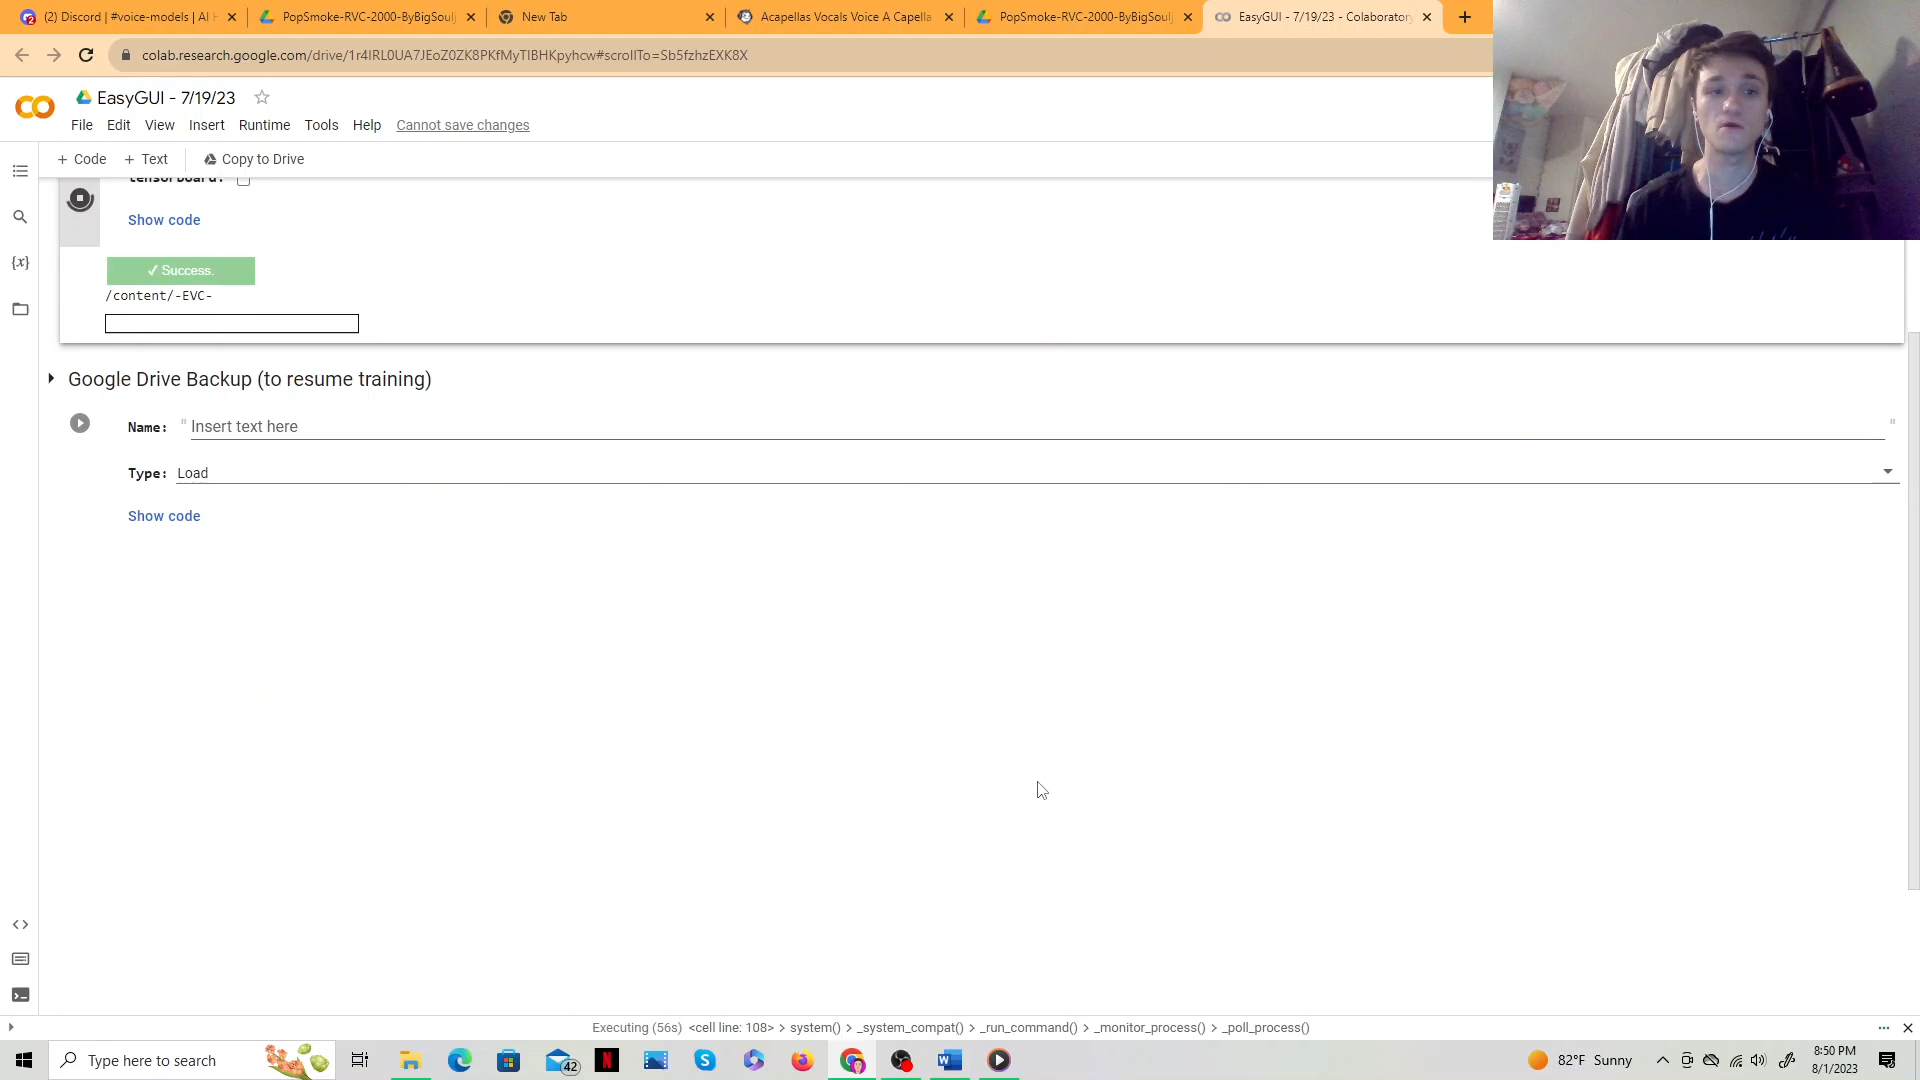 (2) Discord | #voice-models | AI H
PopSmoke-RVC-2000-ByBigSoulj
New Tab
Acapellas Vocals Voice A Capella
PopSmoke-RVC-2000-ByBigSoulj
EasyGUI - 7/19/23 - Colaboratory
colab.research.google.com/drive/1r4IRL0UA7JEoZ0ZK8PKfMyTIBHKpyhcw#scrollTo=Sb5fzhzEXK8X
EasyGUI - 7/19/23
File Edit View Insert Runtime Tools Help Cannot save changes
+ Code + Text Copy to Drive
tensorboard:
Show code
✓ Success.
/content/-EVC-
Google Drive Backup (to resume training)
Name: " Insert text here "
Type: Load
Show code
Executing (56s) <cell line: 108> > system() > _system_compat() > _run_command() > _monitor_process() > _poll_process()
Type here to search
42
82°F Sunny
8:50 PM
8/1/2023